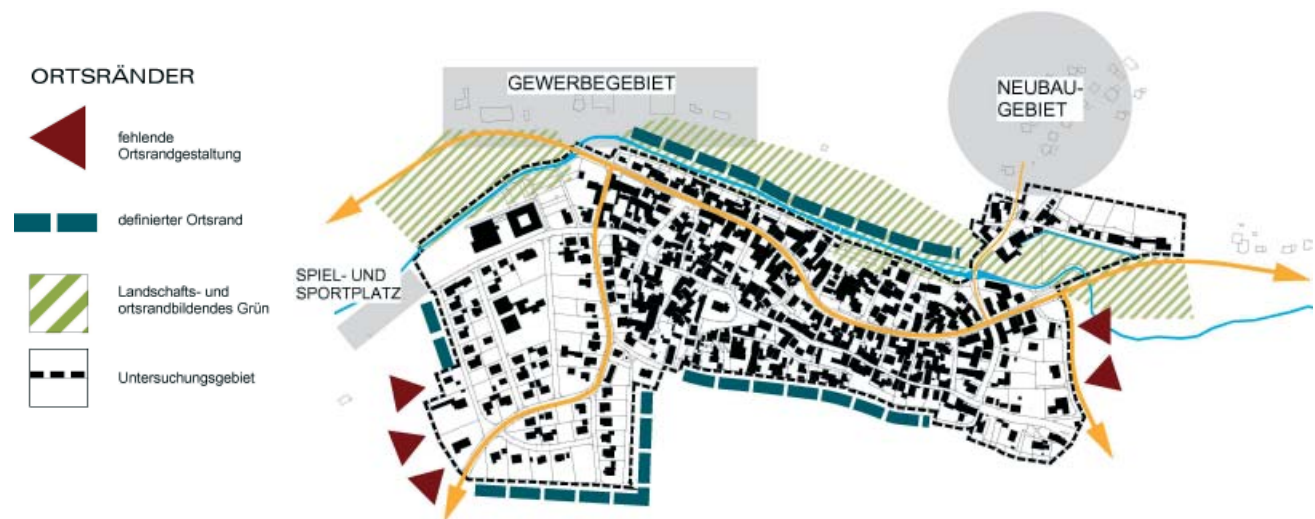 ORTSRÄNDER
fehlende
Ortsrandgestaltung
definierter Ortsrand
Landschafts- und
ortsrandbildendes Grün
Untersuchungsgebiet
GEWERBEGEBIET
NEUBAU-
GEBIET
SPIEL- UND
SPORTPLATZ